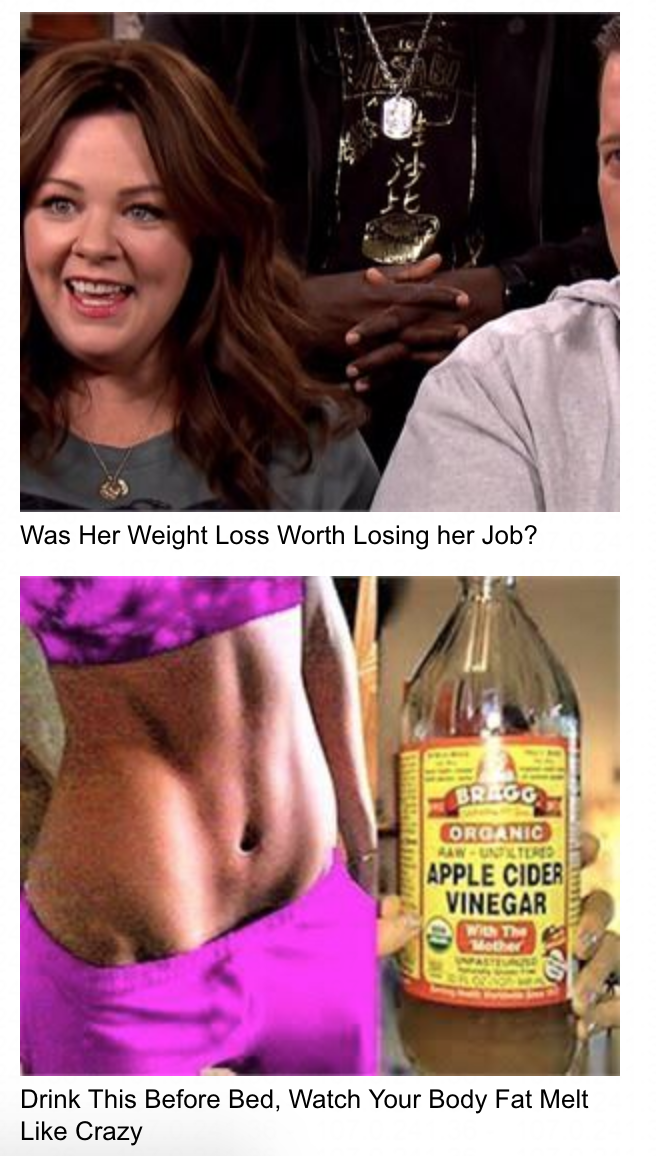 WASABI
Was Her Weight Loss Worth Losing her Job?
BRAGG
ORGANIC
RAW - UNFILTERED
APPLE CIDER
VINEGAR
With The
'Mother'
UNPASTEURIZED
Drink This Before Bed, Watch Your Body Fat Melt
Like Crazy